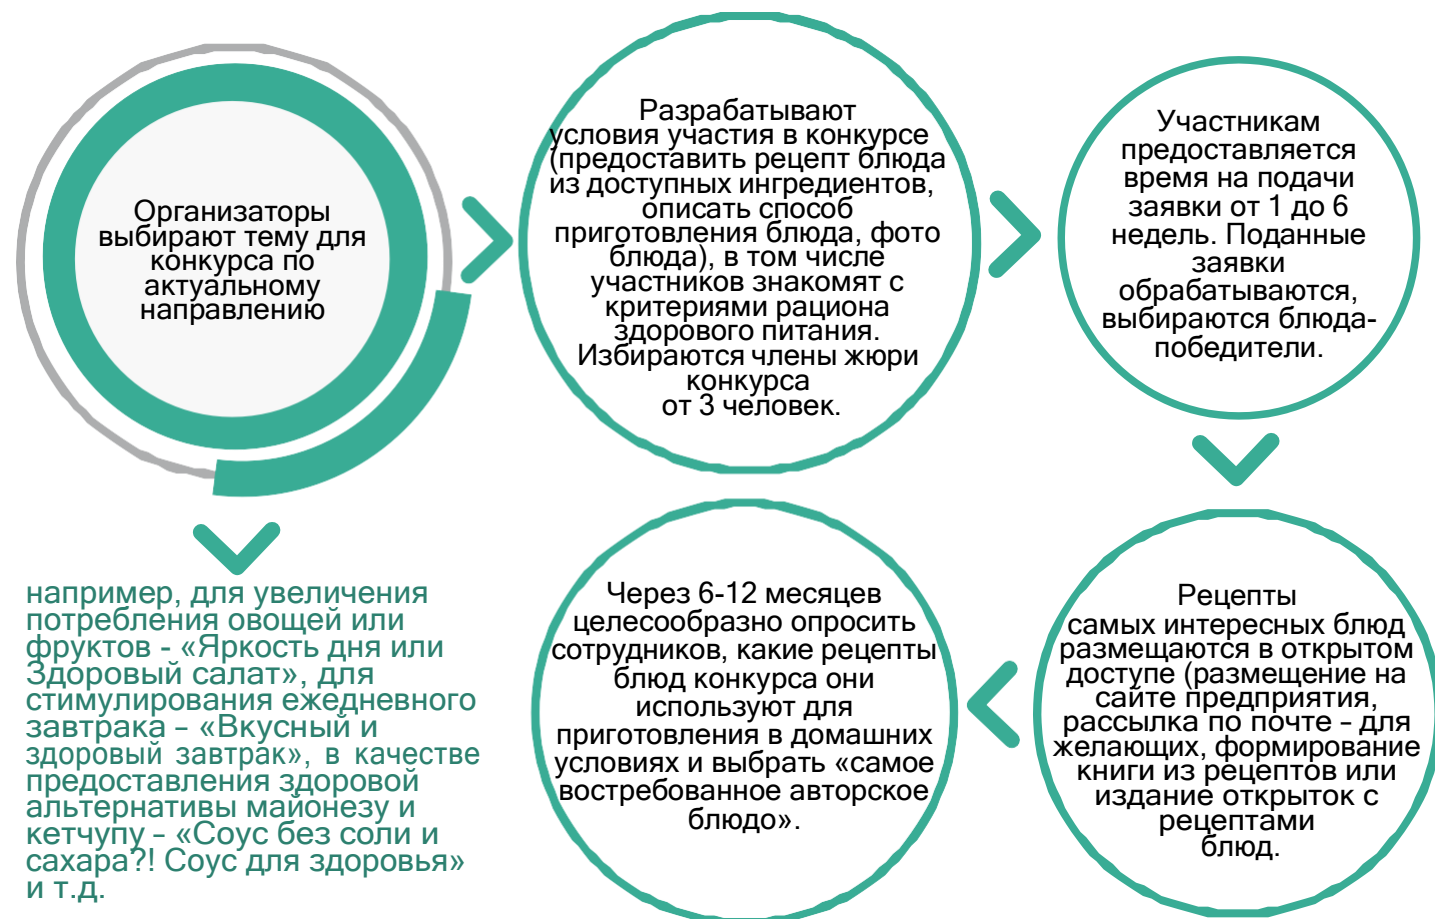 Организаторы
выбирают тему для
конкурса по
актуальному
направлению
например, для увеличения
потребления овощей или
фруктов - «Яркость дня или
Здоровый салат», для
стимулирования ежедневного
завтрака – «Вкусный и
здоровый завтрак», в качестве
предоставления здоровой
альтернативы майонезу и
кетчупу – «Соус без соли и
сахара?! Соус для здоровья»
и т.д.
Разрабатывают
условия участия в конкурсе
(предоставить рецепт блюда
из доступных ингредиентов,
описать способ
приготовления блюда, фото
блюда), в том числе
участников знакомят с
критериями рациона
здорового питания.
Избираются члены жюри
конкурса
от 3 человек.
Участникам
предоставляется
время на подачи
заявки от 1 до 6
недель. Поданные
заявки
обрабатываются,
выбираются блюда-
победители.
Рецепты
самых интересных блюд
размещаются в открытом
доступе (размещение на
сайте предприятия,
рассылка по почте – для
желающих, формирование
книги из рецептов или
издание открыток с
рецептами
блюд.
Через 6-12 месяцев
целесообразно опросить
сотрудников, какие рецепты
блюд конкурса они
используют для
приготовления в домашних
условиях и выбрать «самое
востребованное авторское
блюдо».